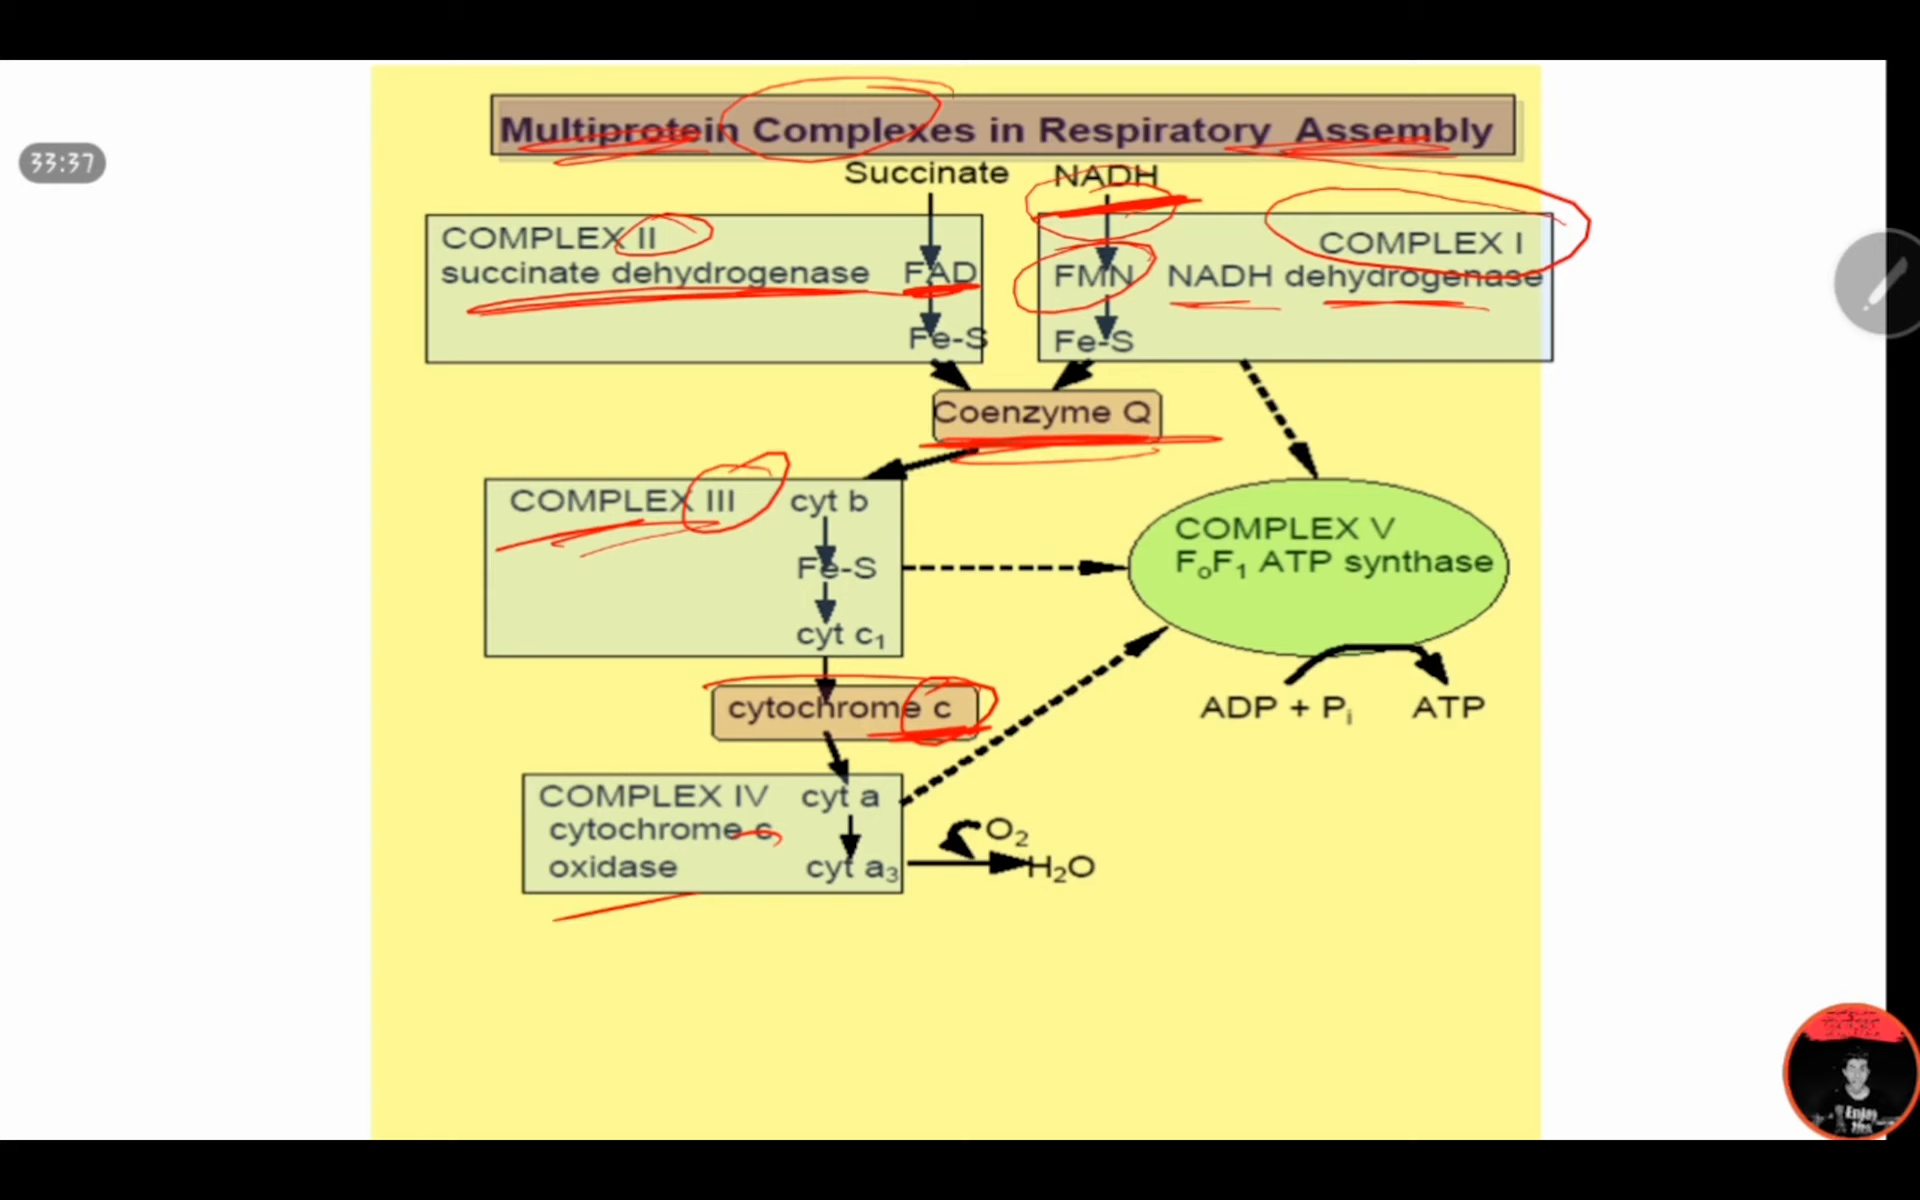 33:37
Multiprotein Complexes in Respiratory Assembly
Succinate
NADH
COMPLEX II
succinate dehydrogenase
FAD
Fe-S
COMPLEX I
FMN NADH dehydrogenase
Fe-S
Coenzyme Q
COMPLEX III cyt b
Fe-S
cyt c₁
COMPLEX V
FₒF₁ ATP synthase
ADP + Pᵢ ATP
cytochrome c
COMPLEX IV cyt a
cytochrome c
oxidase cyt a₃
O₂
H₂O
Enjoy